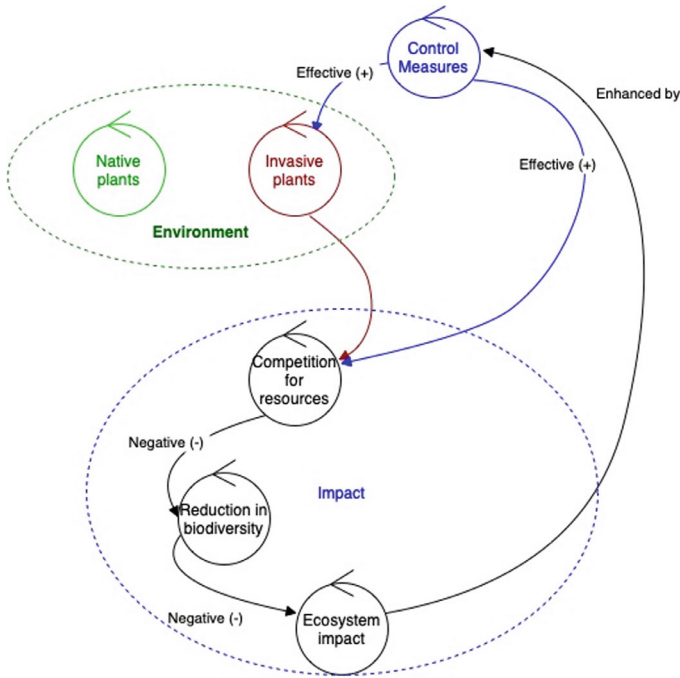 Control
Measures
Effective (+)
Enhanced by
Native
plants
Invasive
plants
Effective (+)
Environment
Competition
for
resources
Negative (-)
Impact
Reduction in
biodiversity
Negative (-)
Ecosystem
impact